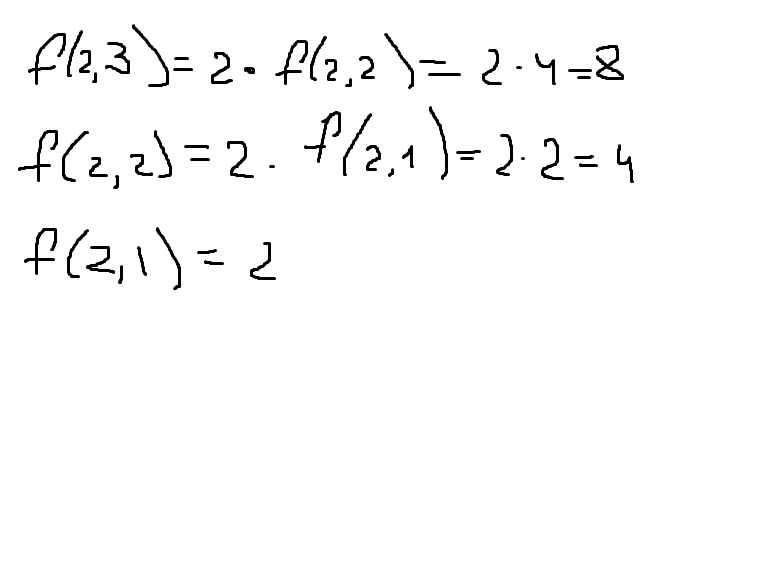 f(2,3) = 2 · f(2,2) = 2 · 4 = 8
f(2,2) = 2 · f(2,1) = 2 · 2 = 4
f(2,1) = 2